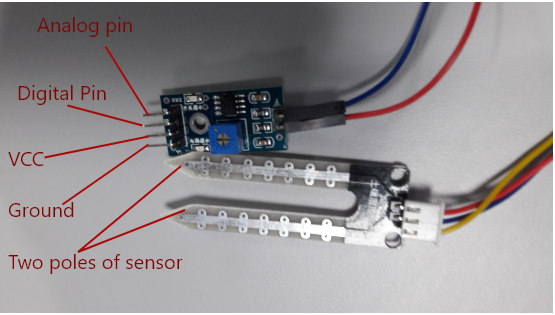 Analog pin
Digital Pin
VCC
Ground
Two poles of sensor